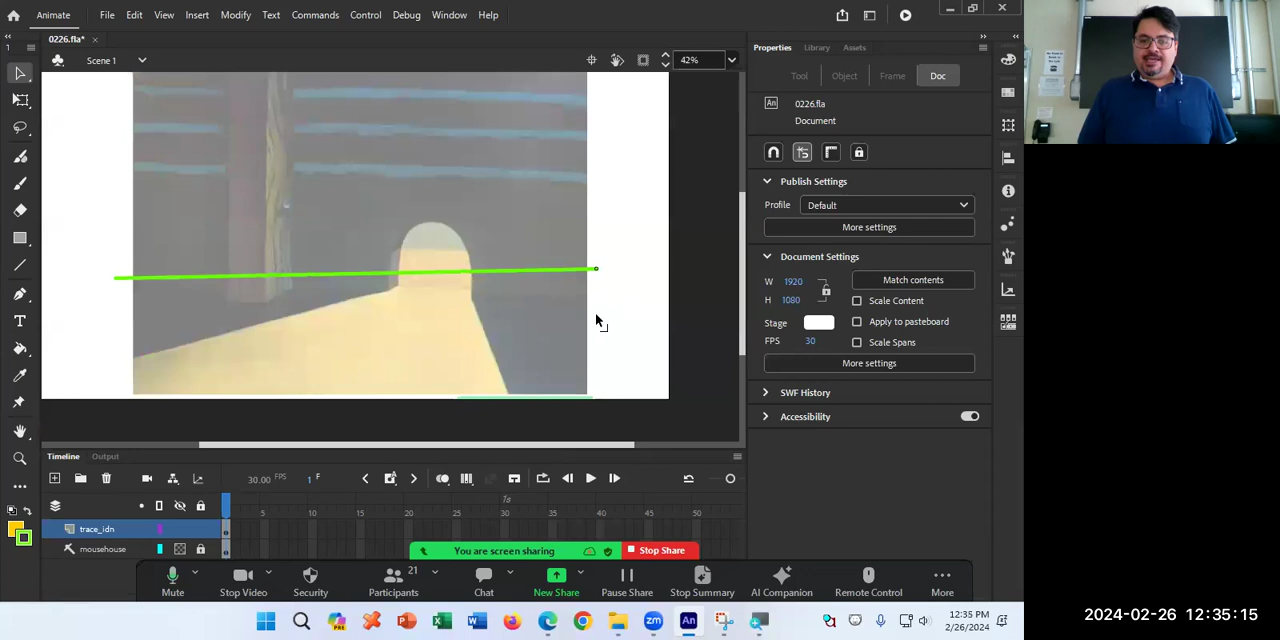 Animate File Edit View Insert Modify Text Commands Control Debug Window Help
0226.fla*
Scene 1 42%
Properties Library Assets
Tool Object Frame Doc
An 0226.fla
Document
Publish Settings
Profile Default
More settings
Document Settings
W 1920 Match contents
H 1080 Scale Content
Stage Apply to pasteboard
FPS 30 Scale Spans
More settings
SWF History
Accessibility
Timeline Output
30.00 FPS 1 F
1s
5 10 15 20 25 30 35 40 45 50
trace_idn
mousehouse
You are screen sharing Stop Share
21
Mute Stop Video Security Participants Chat New Share Pause Share Stop Summary AI Companion Remote Control More
12:35 PM
2/26/2024
2024-02-26 12:35:15